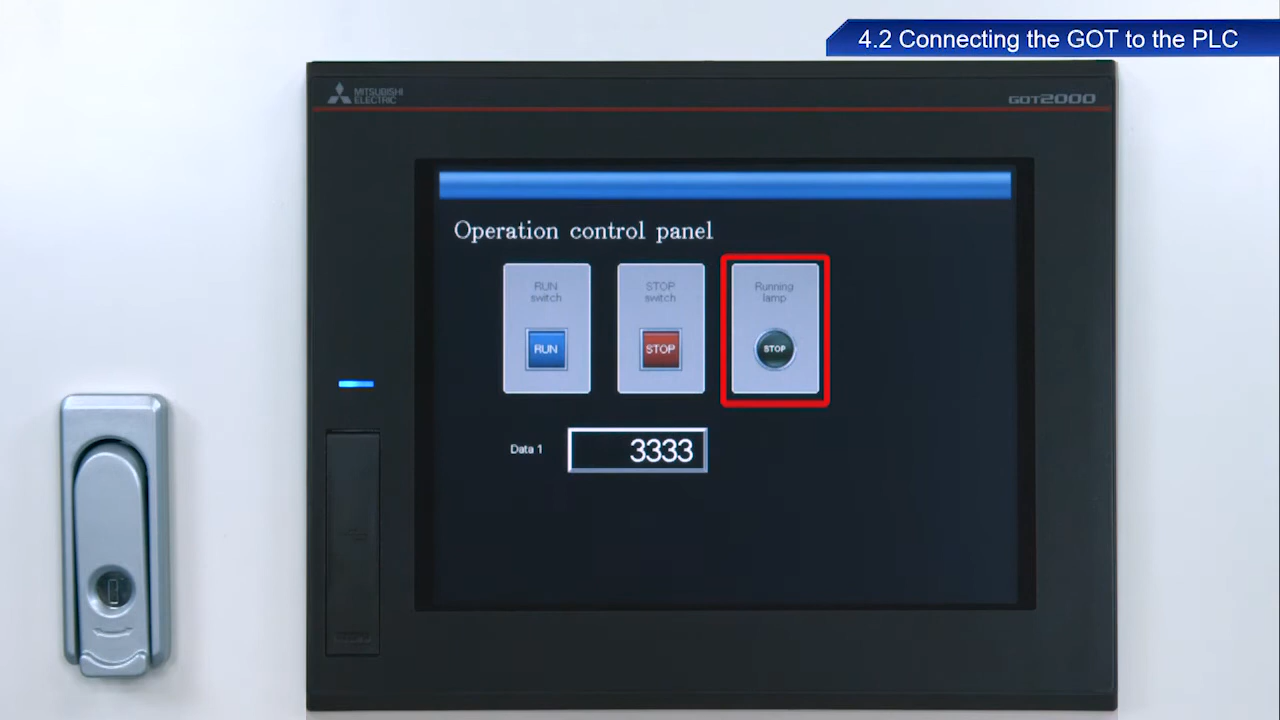 4.2 Connecting the GOT to the PLC
MITSUBISHI
ELECTRIC
GOT2000
Operation control panel
RUN
switch
STOP
switch
Running
lamp
RUN
STOP
STOP
Data 1
3333